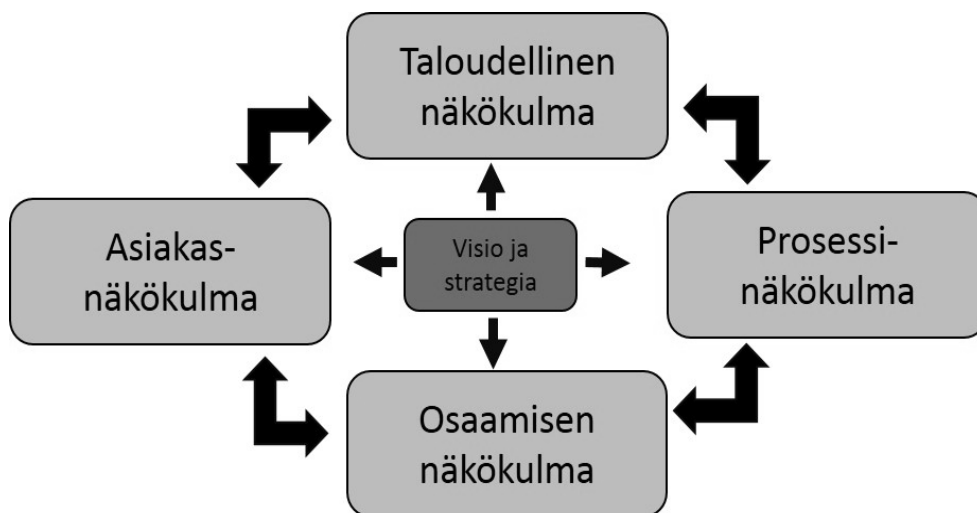 Taloudellinen
näkökulma
Asiakas-
näkökulma
Visio ja
strategia
Prosessi-
näkökulma
Osaamisen
näkökulma